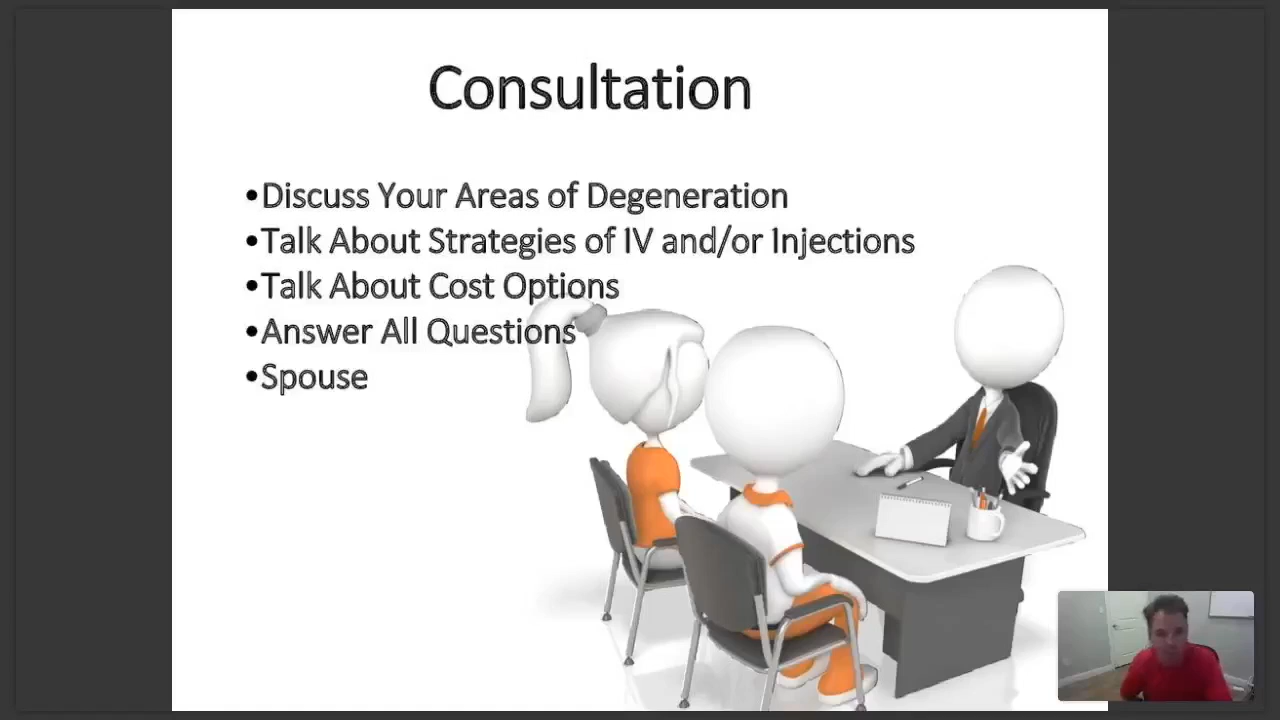 Consultation
•Discuss Your Areas of Degeneration
•Talk About Strategies of IV and/or Injections
•Talk About Cost Options
•Answer All Questions
•Spouse